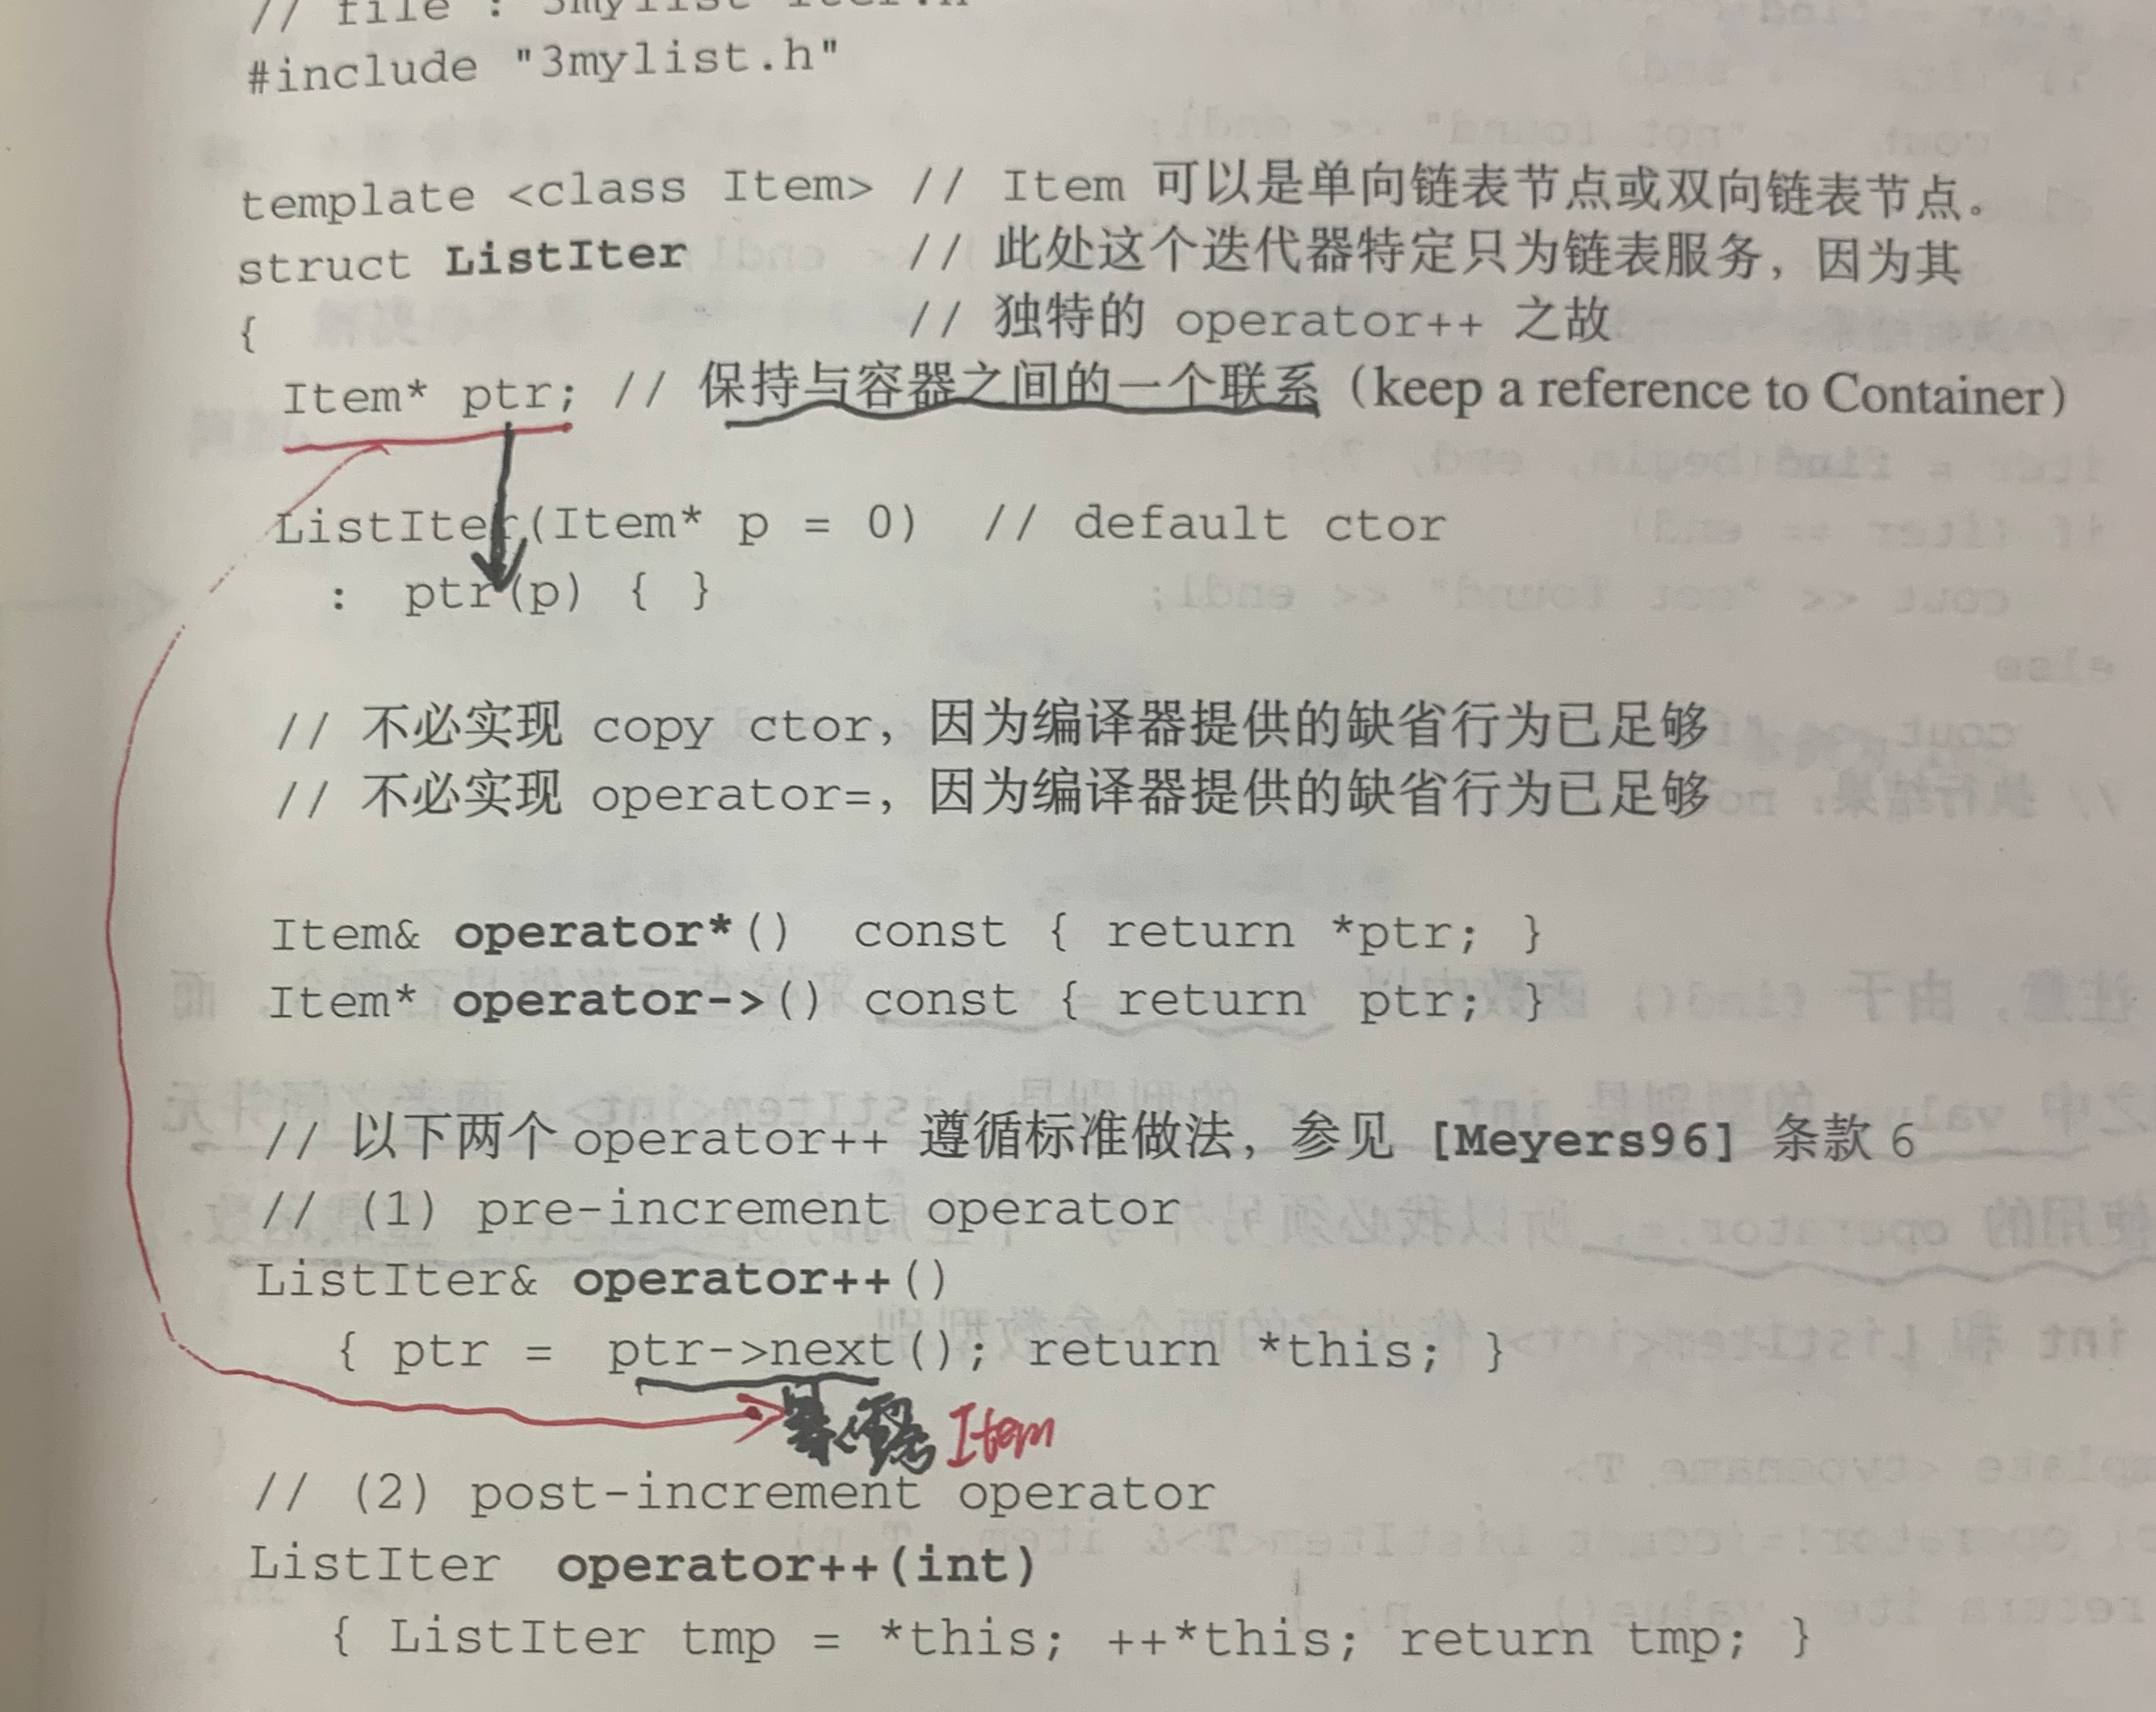 // file : 3mylist-iter.h
#include "3mylist.h"
template <class Item> // Item 可以是单向链表节点或双向链表节点。
struct ListIter // 此处这个迭代器特定只为链表服务，因为其
{ // 独特的 operator++ 之故
Item* ptr; // 保持与容器之间的一个联系（keep a reference to Container）
ListIter(Item* p = 0) // default ctor
: ptr(p) { }
// 不必实现 copy ctor，因为编译器提供的缺省行为已足够
// 不必实现 operator=，因为编译器提供的缺省行为已足够
Item& operator*() const { return *ptr; }
Item* operator->() const { return ptr; }
// 以下两个 operator++ 遵循标准做法，参见 [Meyers96] 条款 6
// (1) pre-increment operator
ListIter& operator++()
{ ptr = ptr->next(); return *this; }
暴露 Item
// (2) post-increment operator
ListIter operator++(int)
{ ListIter tmp = *this; ++*this; return tmp; }